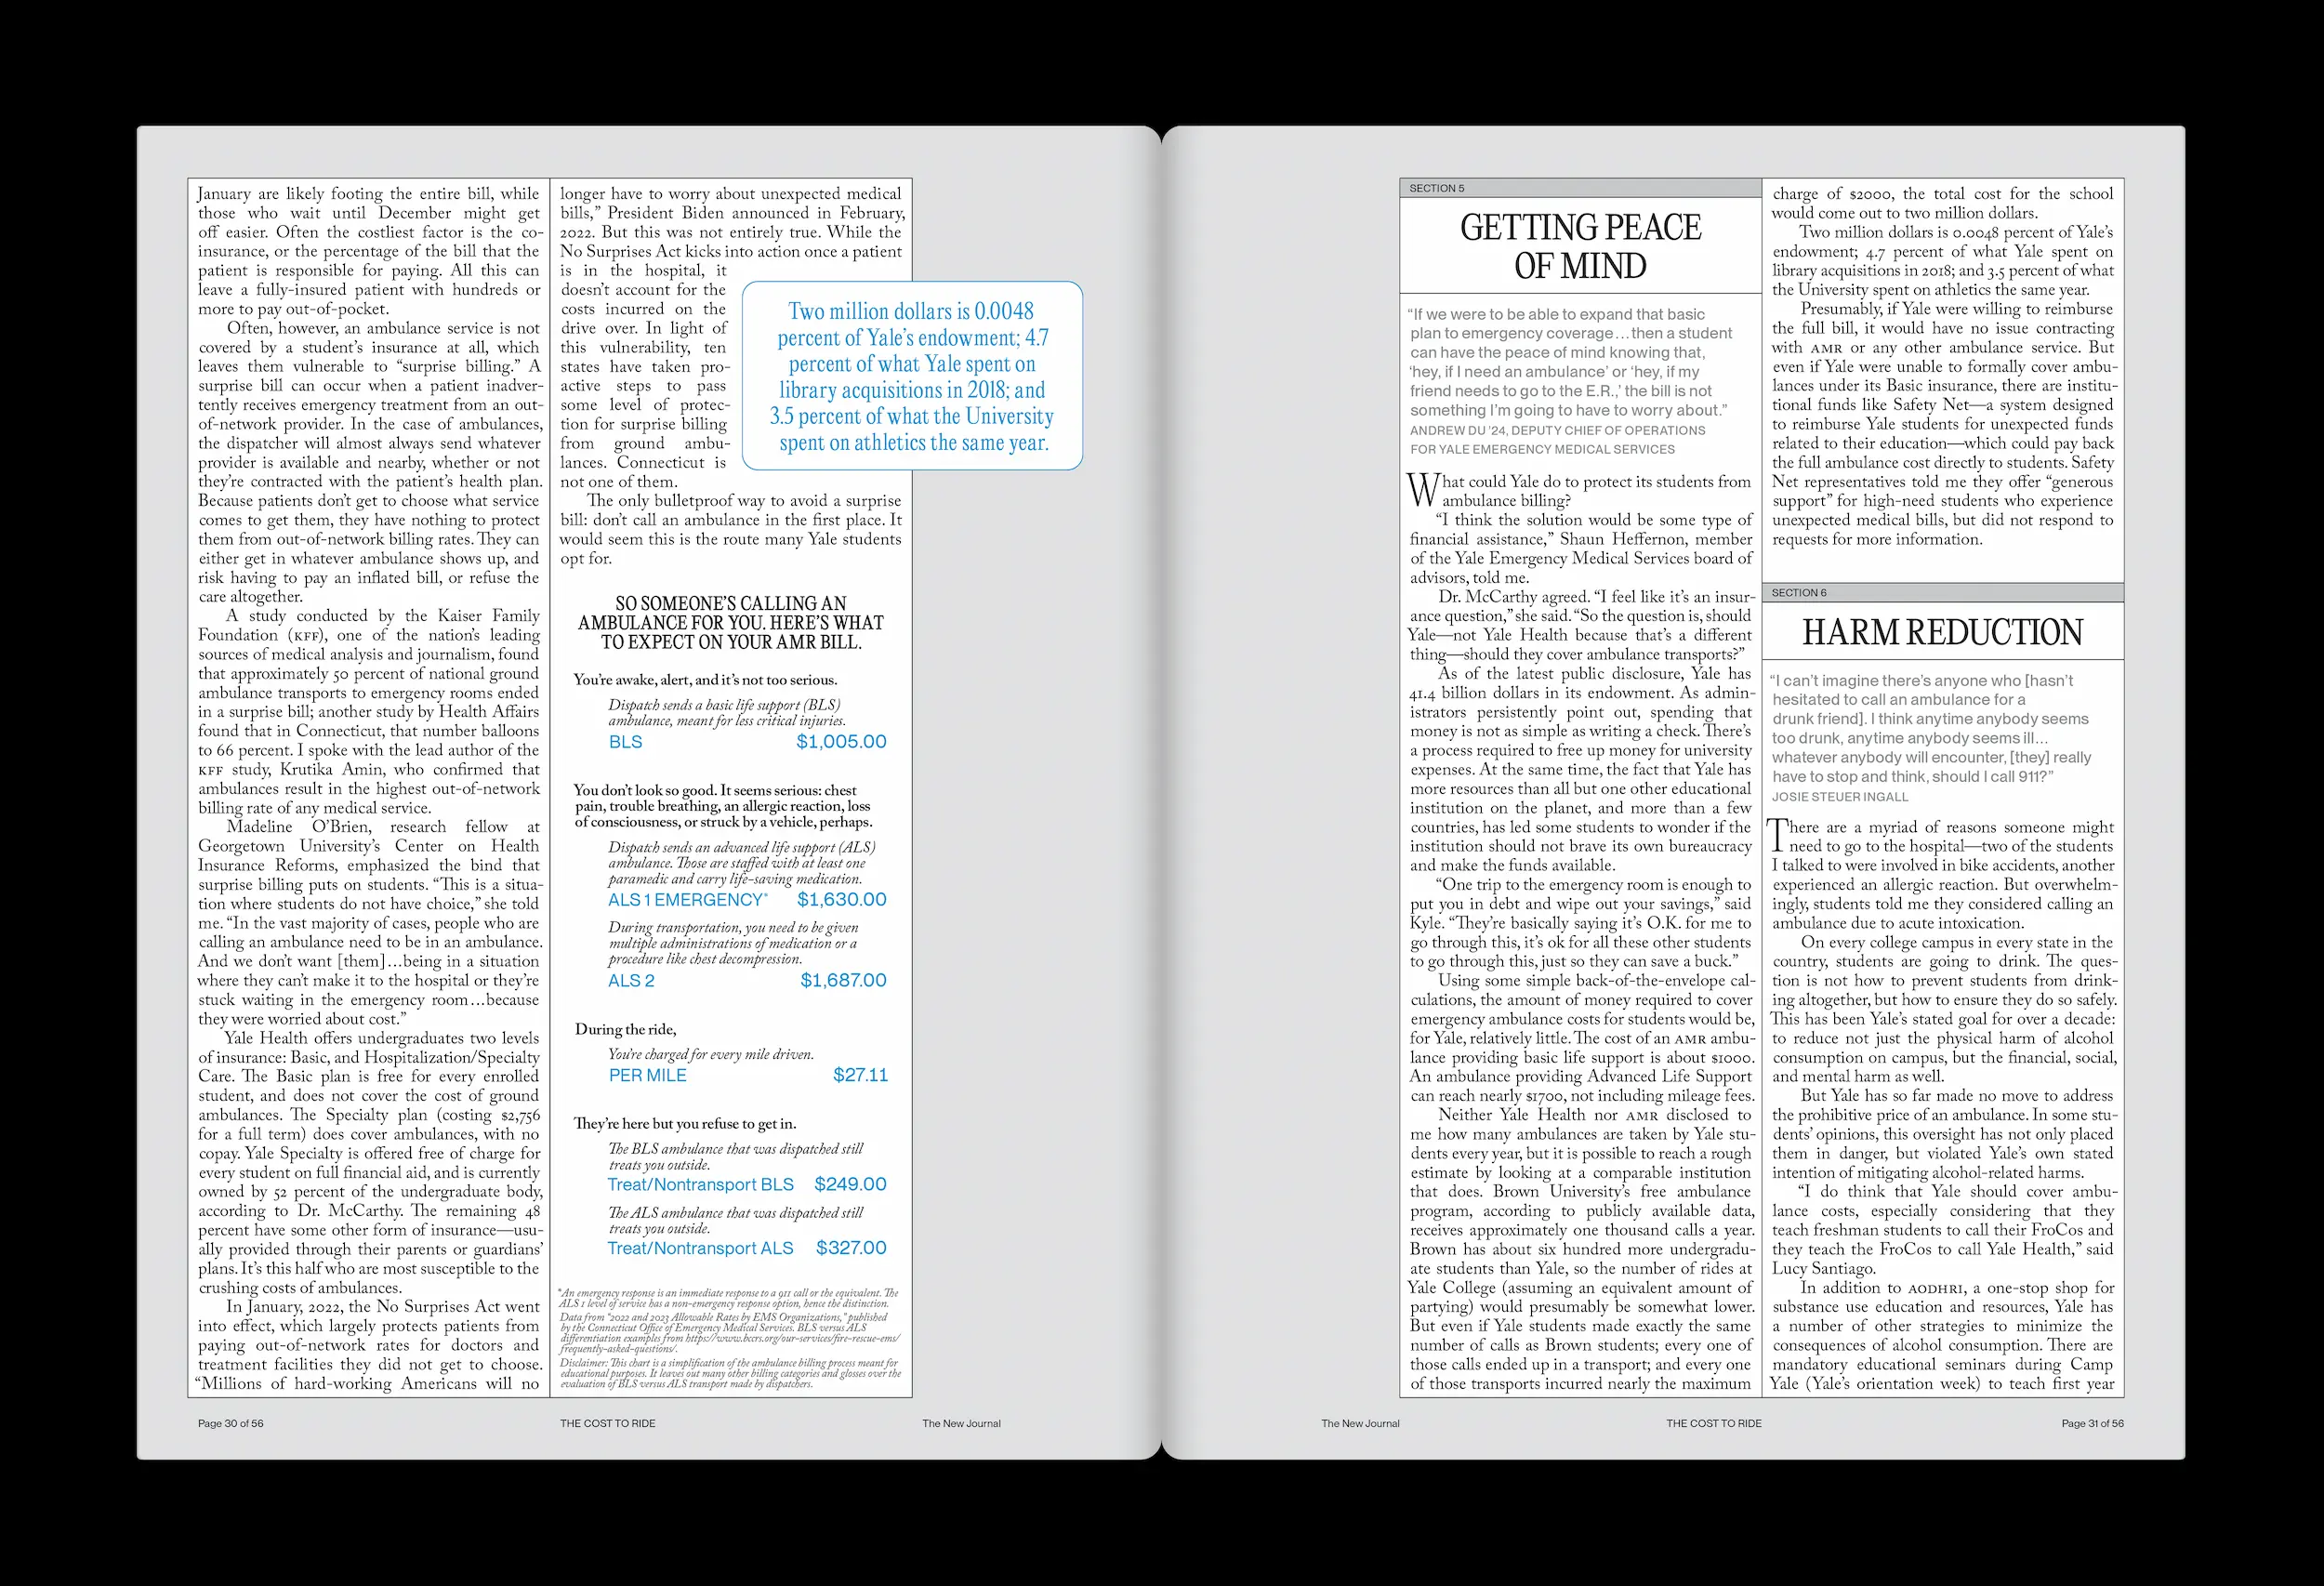 January are likely footing the entire bill, while
those who wait until December might get
off easier. Often the costliest factor is the co-
insurance, or the percentage of the bill that the
patient is responsible for paying. All this can
leave a fully-insured patient with hundreds or
more to pay out-of-pocket.
Often, however, an ambulance service is not
covered by a student's insurance at all, which
leaves them vulnerable to “surprise billing.” A
surprise bill can occur when a patient inadver-
tently receives emergency treatment from an out-
of-network provider. In the case of ambulances,
the dispatcher will almost always send whatever
provider is available and nearby, whether or not
they're contracted with the patient's health plan.
Because patients don't get to choose what service
comes to get them, they have nothing to protect
them from out-of-network billing rates. They can
either get in whatever ambulance shows up, and
risk having to pay an inflated bill, or refuse the
care altogether.
A study conducted by the Kaiser Family
Foundation (KFF), one of the nation's leading
sources of medical analysis and journalism, found
that approximately 50 percent of national ground
ambulance transports to emergency rooms ended
in a surprise bill; another study by Health Affairs
found that in Connecticut, that number balloons
to 66 percent. I spoke with the lead author of the
KFF study, Krutika Amin, who confirmed that
ambulances result in the highest out-of-network
billing rate of any medical service.
Madeline O'Brien, research fellow at
Georgetown University's Center on Health
Insurance Reforms, emphasized the bind that
surprise billing puts on students. “This is a situa-
tion where students do not have choice,” she told
me. “In the vast majority of cases, people who are
calling an ambulance need to be in an ambulance.
And we don't want [them]...being in a situation
where they can't make it to the hospital or they're
stuck waiting in the emergency room...because
they were worried about cost.”
Yale Health offers undergraduates two levels
of insurance: Basic, and Hospitalization/Specialty
Care. The Basic plan is free for every enrolled
student, and does not cover the cost of ground
ambulances. The Specialty plan (costing $2,756
for a full term) does cover ambulances, with no
copay. Yale Specialty is offered free of charge for
every student on full financial aid, and is currently
owned by 52 percent of the undergraduate body,
according to Dr. McCarthy. The remaining 48
percent have some other form of insurance—usu-
ally provided through their parents or guardians'
plans. It's this half who are most susceptible to the
crushing costs of ambulances.
In January, 2022, the No Surprises Act went
into effect, which largely protects patients from
paying out-of-network rates for doctors and
treatment facilities they did not get to choose.
“Millions of hard-working Americans will no
longer have to worry about unexpected medical
bills,” President Biden announced in February,
2022. But this was not entirely true. While the
No Surprises Act kicks into action once a patient
is in the hospital, it
doesn't account for the
costs incurred on the
drive over. In light of
this vulnerability, ten
states have taken pro-
active steps to pass
some level of protec-
tion for surprise billing
from ground ambu-
lances. Connecticut is
not one of them.
The only bulletproof way to avoid a surprise
bill: don't call an ambulance in the first place. It
would seem this is the route many Yale students
opt for.
Two million dollars is 0.0048
percent of Yale's endowment; 4.7
percent of what Yale spent on
library acquisitions in 2018; and
3.5 percent of what the University
spent on athletics the same year.
SO SOMEONE'S CALLING AN
AMBULANCE FOR YOU. HERE'S WHAT
TO EXPECT ON YOUR AMR BILL.
You're awake, alert, and it's not too serious.
Dispatch sends a basic life support (BLS)
ambulance, meant for less critical injuries.
BLS $1,005.00
You don't look so good. It seems serious: chest
pain, trouble breathing, an allergic reaction, loss
of consciousness, or struck by a vehicle, perhaps.
Dispatch sends an advanced life support (ALS)
ambulance. Those are staffed with at least one
paramedic and carry life-saving medication.
ALS 1 EMERGENCY* $1,630.00
During transportation, you need to be given
multiple administrations of medication or a
procedure like chest decompression.
ALS 2 $1,687.00
During the ride,
You're charged for every mile driven.
PER MILE $27.11
They're here but you refuse to get in.
The BLS ambulance that was dispatched still
treats you outside.
Treat/Nontransport BLS $249.00
The ALS ambulance that was dispatched still
treats you outside.
Treat/Nontransport ALS $327.00
*An emergency response is an immediate response to a 911 call or the equivalent. The
ALS 1 level of service has a non-emergency response option, hence the distinction.
Data from “2022 and 2023 Allowable Rates by EMS Organizations,” published
by the Connecticut Office of Emergency Medical Services. BLS versus ALS
differentiation examples from https://www.bccrs.org/our-services/fire-rescue-ems/
frequently-asked-questions/.
Disclaimer: This chart is a simplification of the ambulance billing process meant for
educational purposes. It leaves out many other billing categories and glosses over the
evaluation of BLS versus ALS transport made by dispatchers.
Page 30 of 56 THE COST TO RIDE The New Journal
SECTION 5
GETTING PEACE
OF MIND
“If we were to be able to expand that basic
plan to emergency coverage...then a student
can have the peace of mind knowing that,
‘hey, if I need an ambulance’ or ‘hey, if my
friend needs to go to the E.R.,’ the bill is not
something I'm going to have to worry about.”
ANDREW DU ’24, DEPUTY CHIEF OF OPERATIONS
FOR YALE EMERGENCY MEDICAL SERVICES
What could Yale do to protect its students from
ambulance billing?
“I think the solution would be some type of
financial assistance,” Shaun Heffernon, member
of the Yale Emergency Medical Services board of
advisors, told me.
Dr. McCarthy agreed. “I feel like it's an insur-
ance question,” she said. “So the question is, should
Yale—not Yale Health because that's a different
thing—should they cover ambulance transports?”
As of the latest public disclosure, Yale has
41.4 billion dollars in its endowment. As admin-
istrators persistently point out, spending that
money is not as simple as writing a check. There's
a process required to free up money for university
expenses. At the same time, the fact that Yale has
more resources than all but one other educational
institution on the planet, and more than a few
countries, has led some students to wonder if the
institution should not brave its own bureaucracy
and make the funds available.
“One trip to the emergency room is enough to
put you in debt and wipe out your savings,” said
Kyle. “They're basically saying it's O.K. for me to
go through this, it's ok for all these other students
to go through this, just so they can save a buck.”
Using some simple back-of-the-envelope cal-
culations, the amount of money required to cover
emergency ambulance costs for students would be,
for Yale, relatively little. The cost of an AMR ambu-
lance providing basic life support is about $1000.
An ambulance providing Advanced Life Support
can reach nearly $1700, not including mileage fees.
Neither Yale Health nor AMR disclosed to
me how many ambulances are taken by Yale stu-
dents every year, but it is possible to reach a rough
estimate by looking at a comparable institution
that does. Brown University's free ambulance
program, according to publicly available data,
receives approximately one thousand calls a year.
Brown has about six hundred more undergradu-
ate students than Yale, so the number of rides at
Yale College (assuming an equivalent amount of
partying) would presumably be somewhat lower.
But even if Yale students made exactly the same
number of calls as Brown students; every one of
those calls ended up in a transport; and every one
of those transports incurred nearly the maximum
charge of $2000, the total cost for the school
would come out to two million dollars.
Two million dollars is 0.0048 percent of Yale's
endowment; 4.7 percent of what Yale spent on
library acquisitions in 2018; and 3.5 percent of what
the University spent on athletics the same year.
Presumably, if Yale were willing to reimburse
the full bill, it would have no issue contracting
with AMR or any other ambulance service. But
even if Yale were unable to formally cover ambu-
lances under its Basic insurance, there are institu-
tional funds like Safety Net—a system designed
to reimburse Yale students for unexpected funds
related to their education—which could pay back
the full ambulance cost directly to students. Safety
Net representatives told me they offer “generous
support” for high-need students who experience
unexpected medical bills, but did not respond to
requests for more information.
SECTION 6
HARM REDUCTION
“I can't imagine there's anyone who [hasn't
hesitated to call an ambulance for a
drunk friend]. I think anytime anybody seems
too drunk, anytime anybody seems ill...
whatever anybody will encounter, [they] really
have to stop and think, should I call 911?”
JOSIE STEUER INGALL
There are a myriad of reasons someone might
need to go to the hospital—two of the students
I talked to were involved in bike accidents, another
experienced an allergic reaction. But overwhelm-
ingly, students told me they considered calling an
ambulance due to acute intoxication.
On every college campus in every state in the
country, students are going to drink. The ques-
tion is not how to prevent students from drink-
ing altogether, but how to ensure they do so safely.
This has been Yale's stated goal for over a decade:
to reduce not just the physical harm of alcohol
consumption on campus, but the financial, social,
and mental harm as well.
But Yale has so far made no move to address
the prohibitive price of an ambulance. In some stu-
dents' opinions, this oversight has not only placed
them in danger, but violated Yale's own stated
intention of mitigating alcohol-related harms.
“I do think that Yale should cover ambu-
lance costs, especially considering that they
teach freshman students to call their FroCos and
they teach the FroCos to call Yale Health,” said
Lucy Santiago.
In addition to AODHRI, a one-stop shop for
substance use education and resources, Yale has
a number of other strategies to minimize the
consequences of alcohol consumption. There are
mandatory educational seminars during Camp
Yale (Yale's orientation week) to teach first year
The New Journal THE COST TO RIDE Page 31 of 56